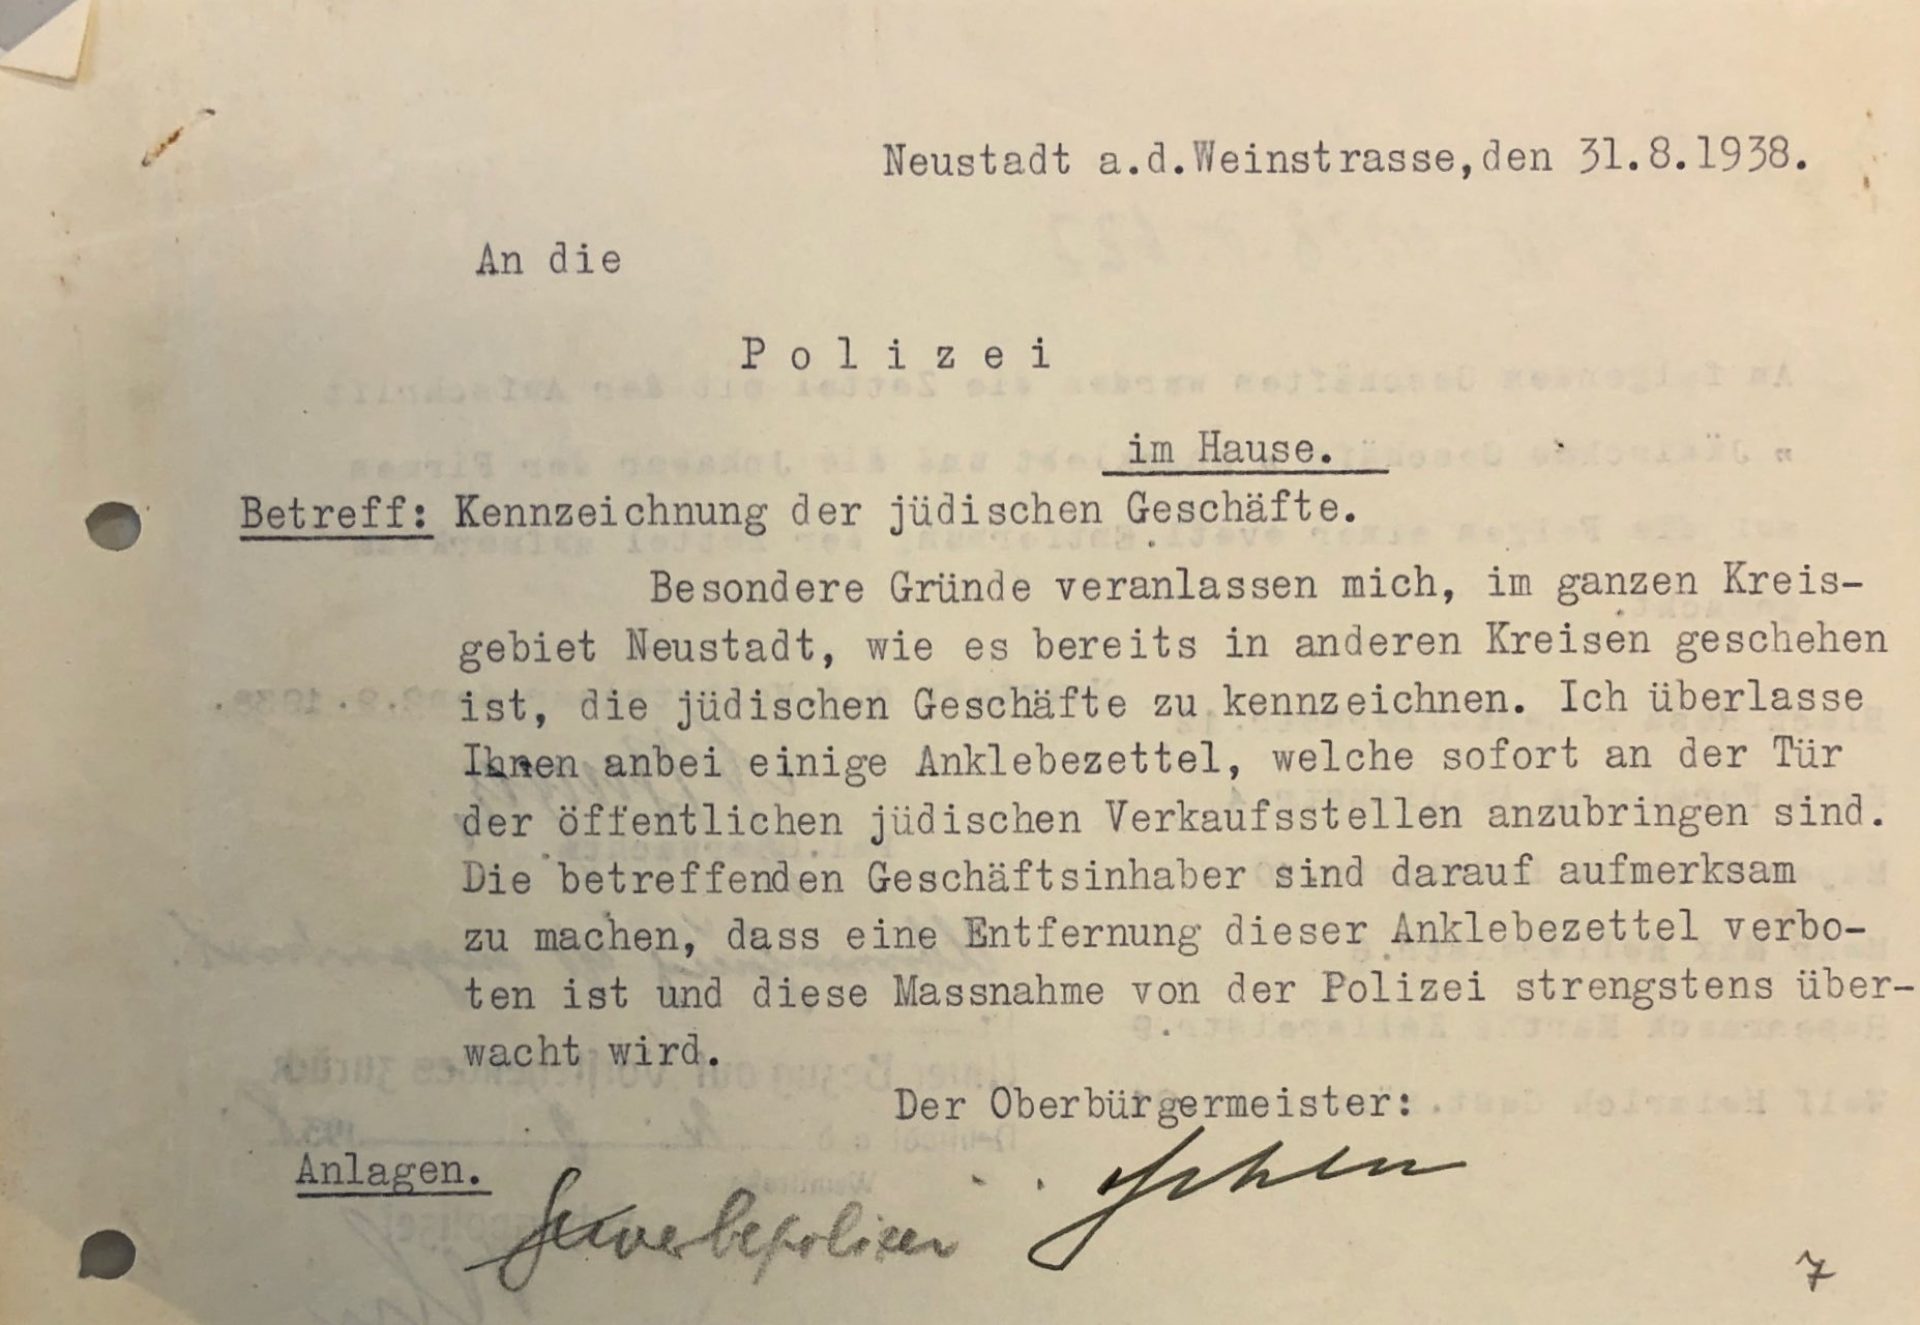 Neustadt a.d.Weinstrasse,den 31.8.1938.
An die
Polizei
im Hause.
Betreff: Kennzeichnung der jüdischen Geschäfte.
Besondere Gründe veranlassen mich, im ganzen Kreis-
gebiet Neustadt, wie es bereits in anderen Kreisen geschehen
ist, die jüdischen Geschäfte zu kennzeichnen. Ich überlasse
Ihnen anbei einige Anklebezettel, welche sofort an der Tür
der öffentlichen jüdischen Verkaufsstellen anzubringen sind.
Die betreffenden Geschäftsinhaber sind darauf aufmerksam
zu machen, dass eine Entfernung dieser Anklebezettel verbo-
ten ist und diese Massnahme von der Polizei strengstens über-
wacht wird.
Der Oberbürgermeister:
Anlagen.
Gewerbepolizei
7